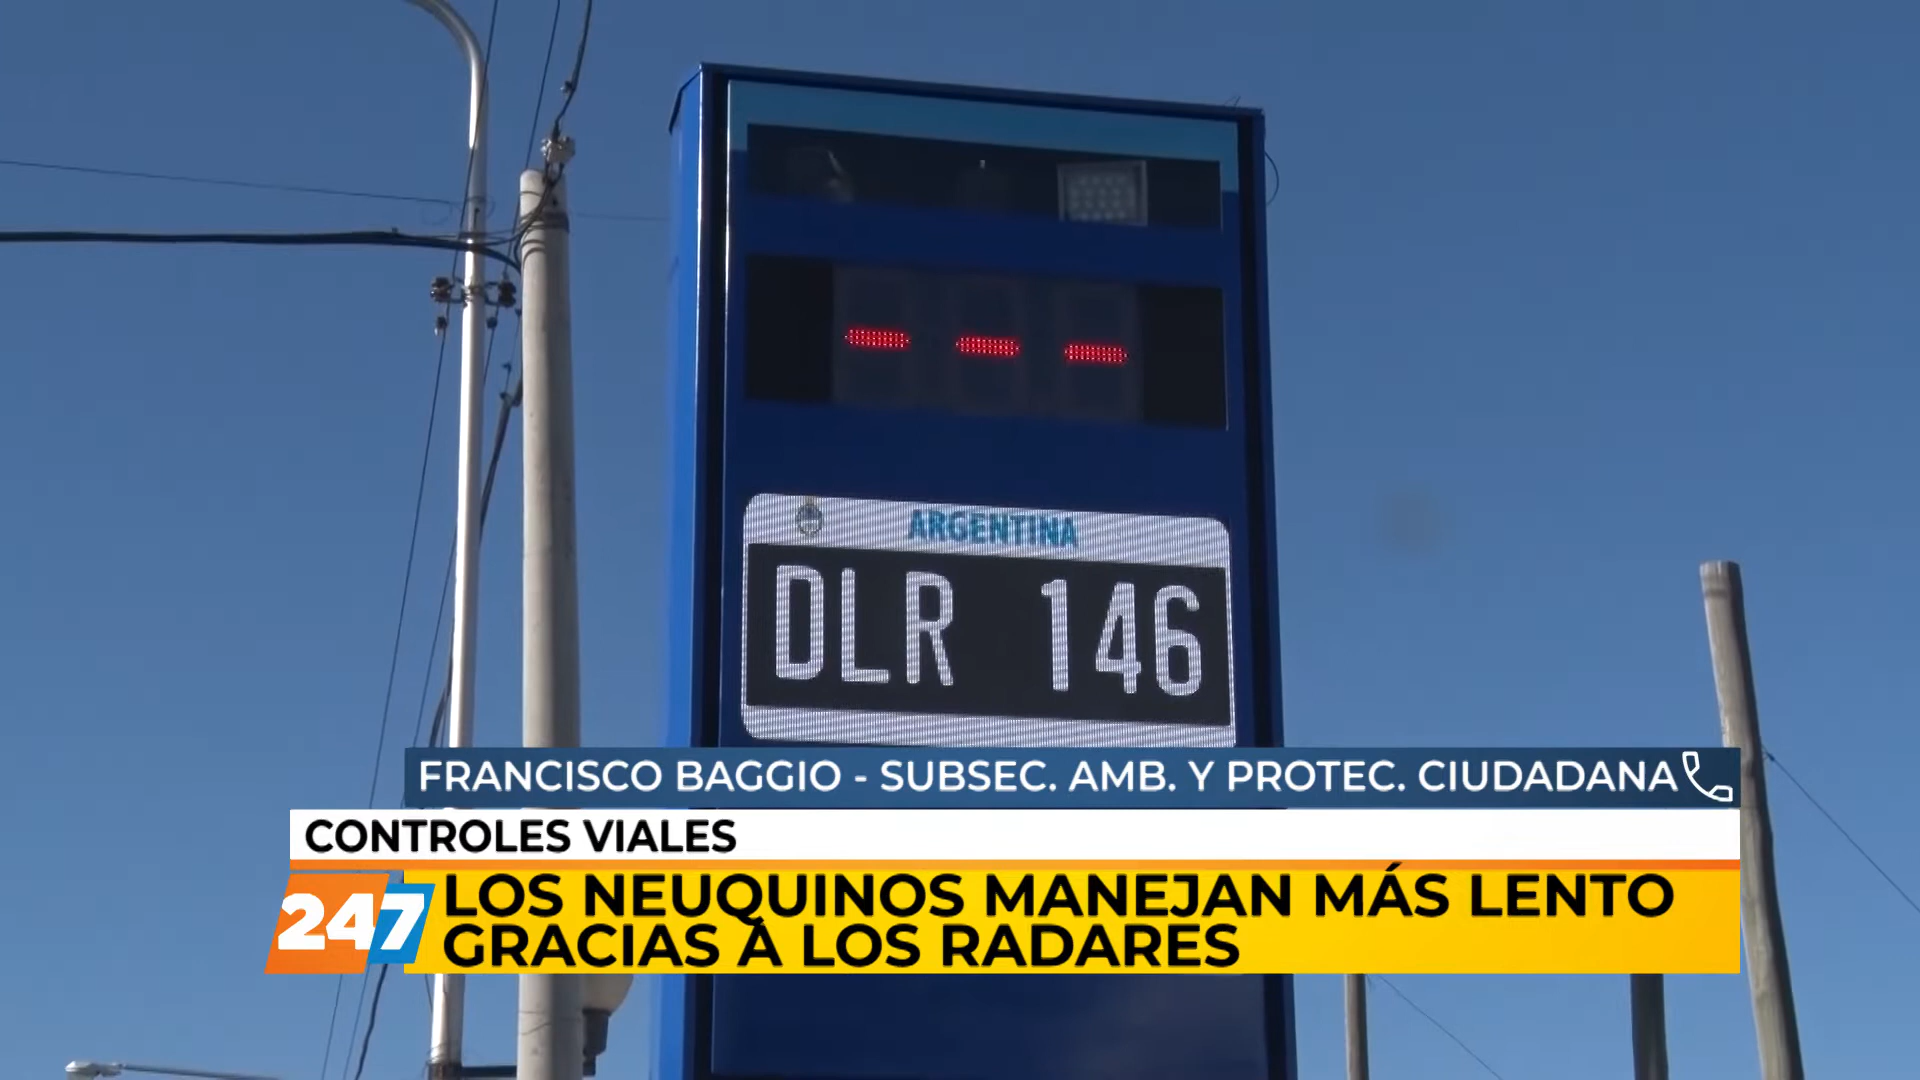 ARGENTINA
DLR 146
FRANCISCO BAGGIO - SUBSEC. AMB. Y PROTEC. CIUDADANA
CONTROLES VIALES
247
LOS NEUQUINOS MANEJAN MÁS LENTO
GRACIAS A LOS RADARES